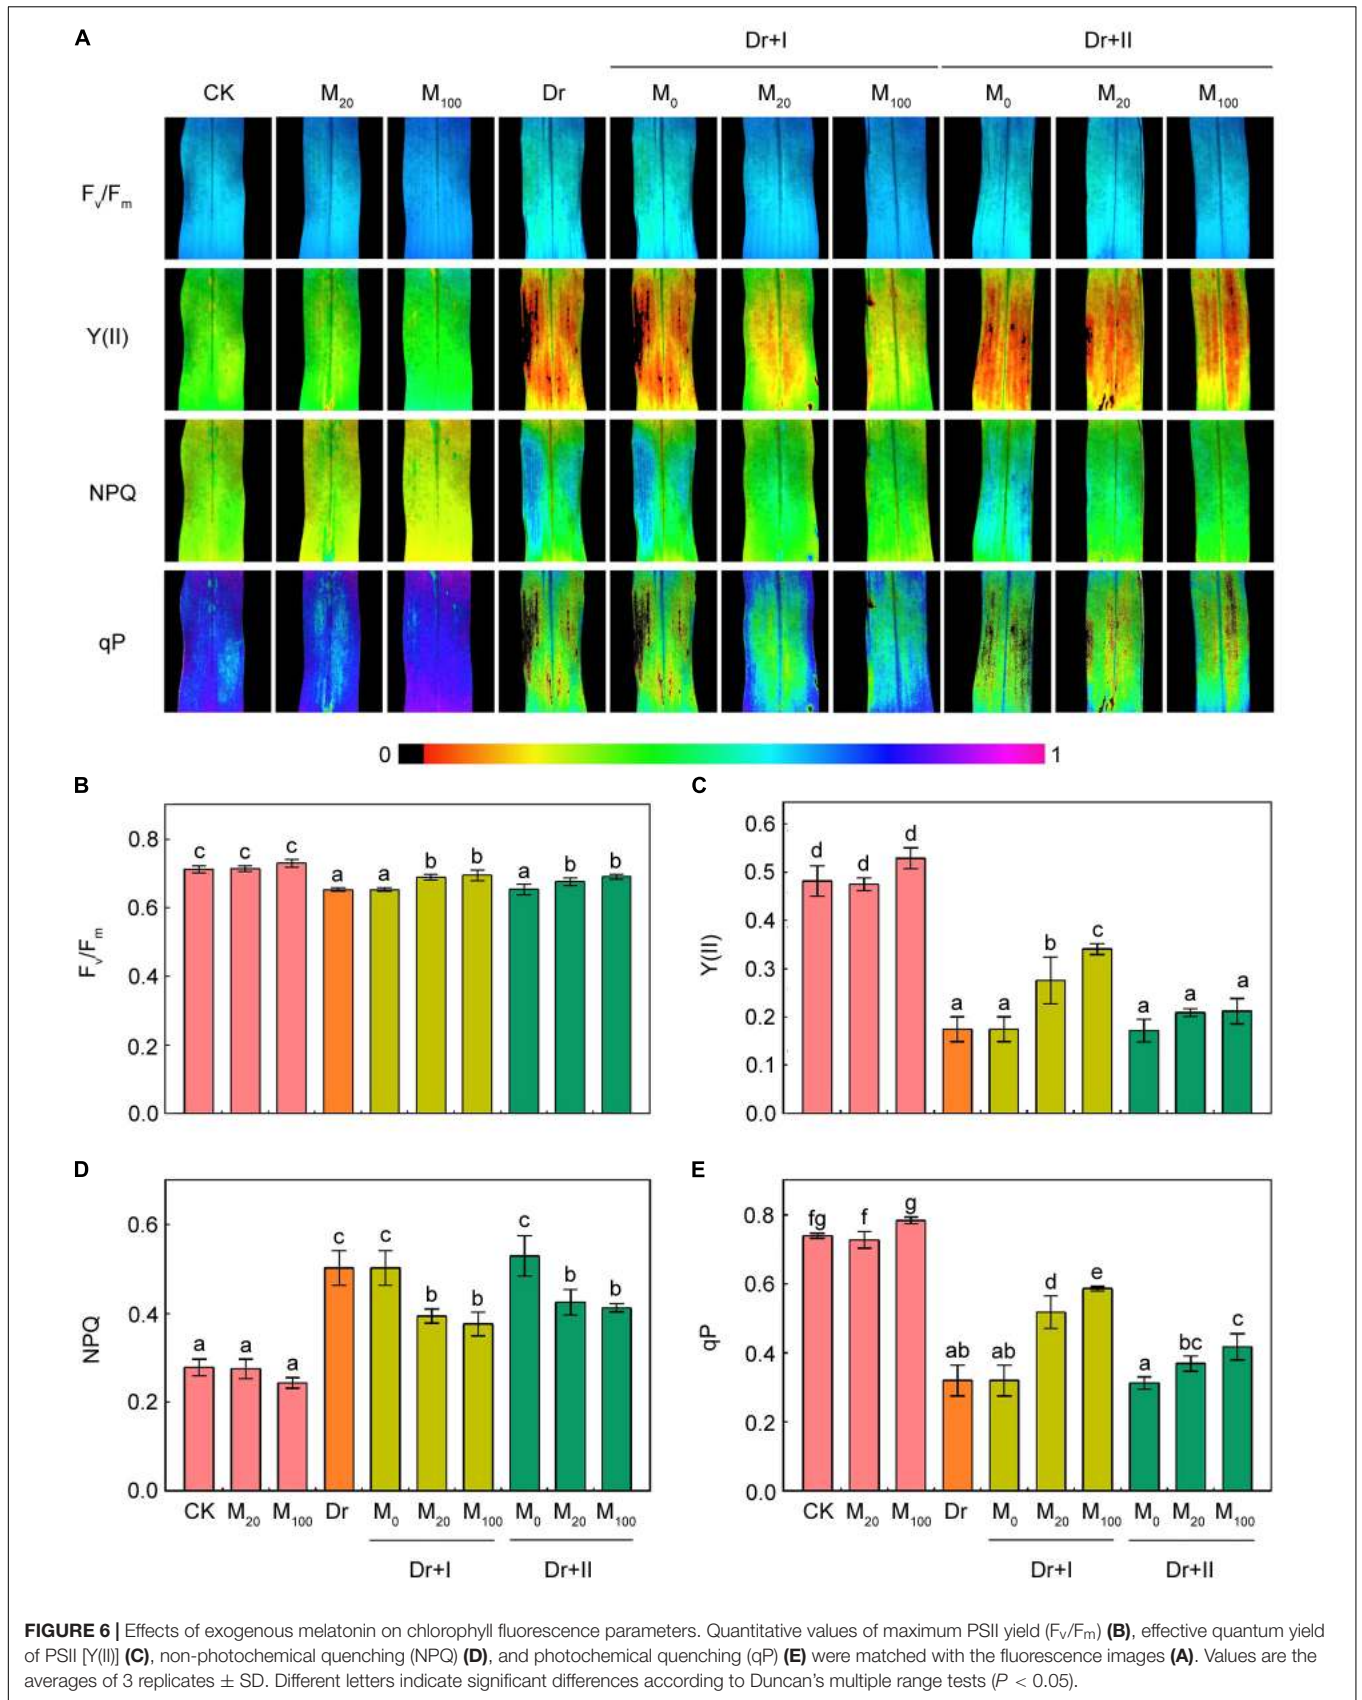 A
Dr+I Dr+II
CK M20 M100 Dr M0 M20 M100 M0 M20 M100
Fv/Fm
Y(II)
NPQ
qP
0 1
B
0.8
0.6
0.4
0.2
0.0
Fv/Fm
c c c a a b b a b b
C
0.6
0.5
0.4
0.3
0.2
0.1
0.0
Y(II)
d d d a a b c a a a
D
0.6
0.4
0.2
0.0
NPQ
a a a c c b b c b b
CK M20 M100 Dr M0 M20 M100 M0 M20 M100
Dr+I Dr+II
E
0.8
0.6
0.4
0.2
0.0
qP
fg f g ab ab d e a bc c
CK M20 M100 Dr M0 M20 M100 M0 M20 M100
Dr+I Dr+II
FIGURE 6 | Effects of exogenous melatonin on chlorophyll fluorescence parameters. Quantitative values of maximum PSII yield (Fv/Fm) (B), effective quantum yield
of PSII [Y(II)] (C), non-photochemical quenching (NPQ) (D), and photochemical quenching (qP) (E) were matched with the fluorescence images (A). Values are the
averages of 3 replicates ± SD. Different letters indicate significant differences according to Duncan's multiple range tests (P < 0.05).